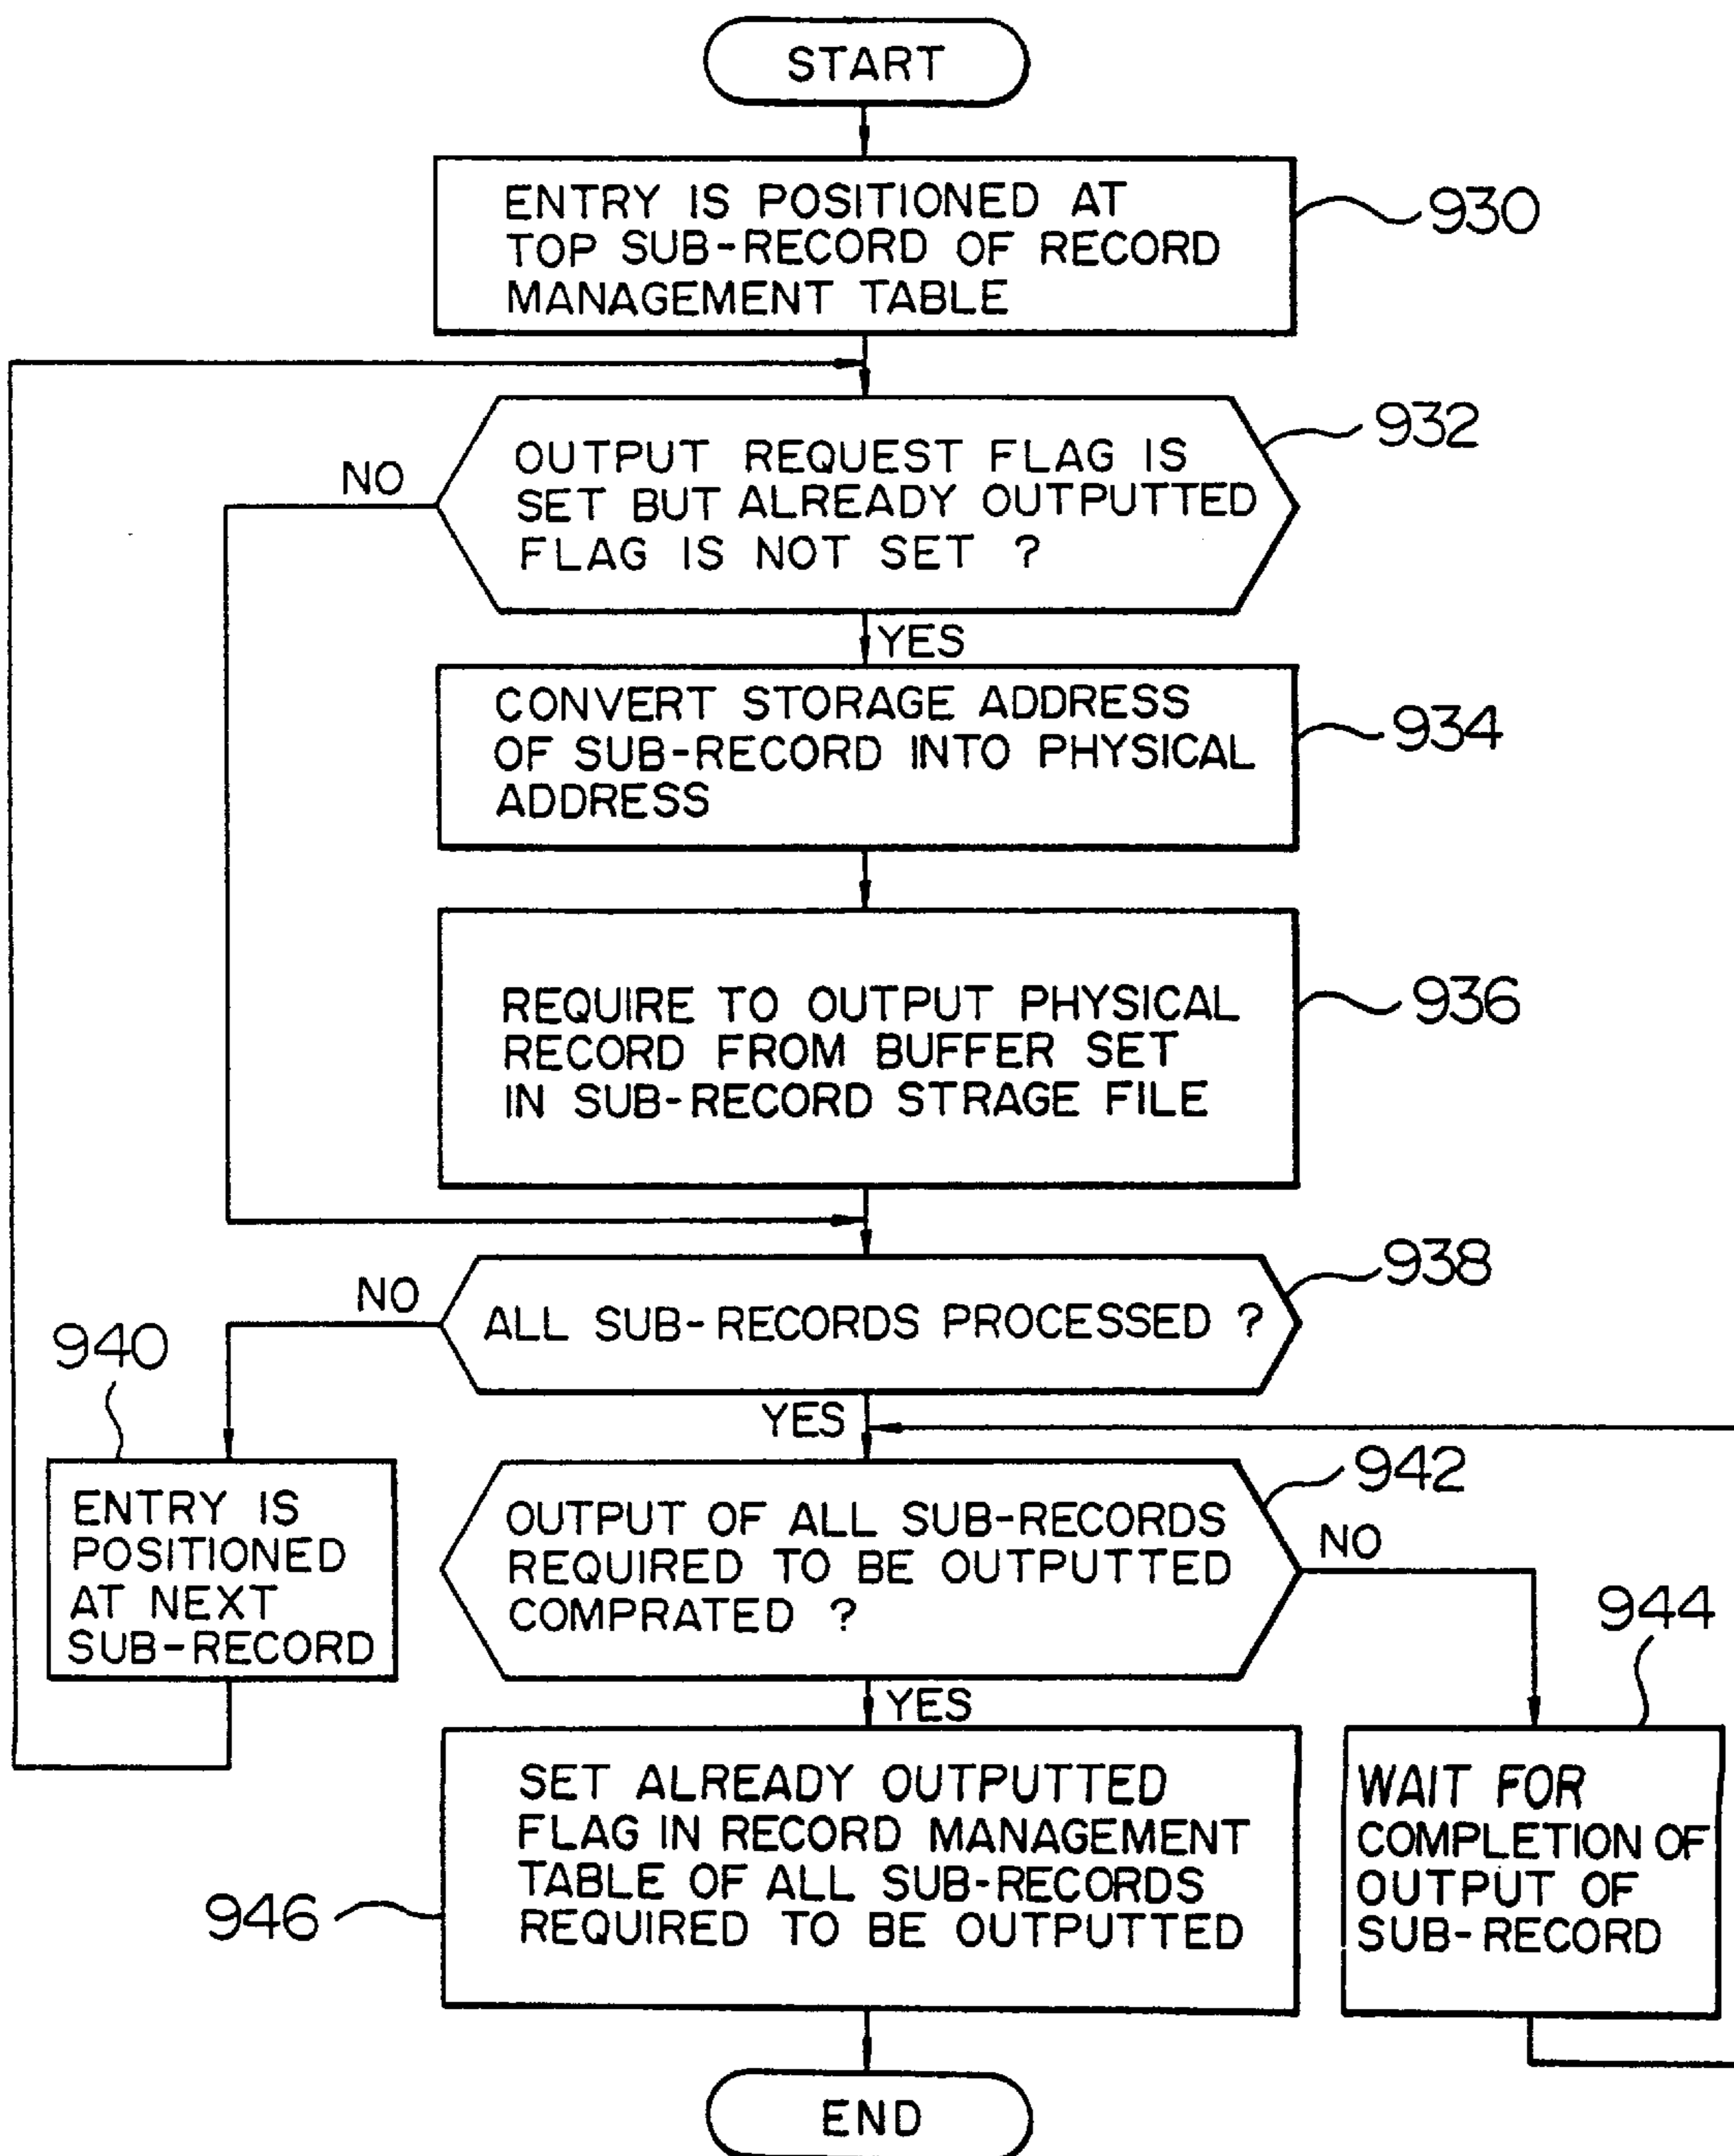 START
ENTRY IS POSITIONED AT
TOP SUB-RECORD OF RECORD
MANAGEMENT TABLE
930
OUTPUT REQUEST FLAG IS
SET BUT ALREADY OUTPUTTED
FLAG IS NOT SET ?
932
NO
YES
CONVERT STORAGE ADDRESS
OF SUB-RECORD INTO PHYSICAL
ADDRESS
934
REQUIRE TO OUTPUT PHYSICAL
RECORD FROM BUFFER SET
IN SUB-RECORD STRAGE FILE
936
ALL SUB-RECORDS PROCESSED ?
938
NO
YES
940
ENTRY IS
POSITIONED
AT NEXT
SUB-RECORD
OUTPUT OF ALL SUB-RECORDS
REQUIRED TO BE OUTPUTTED
COMPRATED ?
942
NO
YES
944
WAIT FOR
COMPLETION OF
OUTPUT OF
SUB-RECORD
SET ALREADY OUTPUTTED
FLAG IN RECORD MANAGEMENT
TABLE OF ALL SUB-RECORDS
REQUIRED TO BE OUTPUTTED
946
END